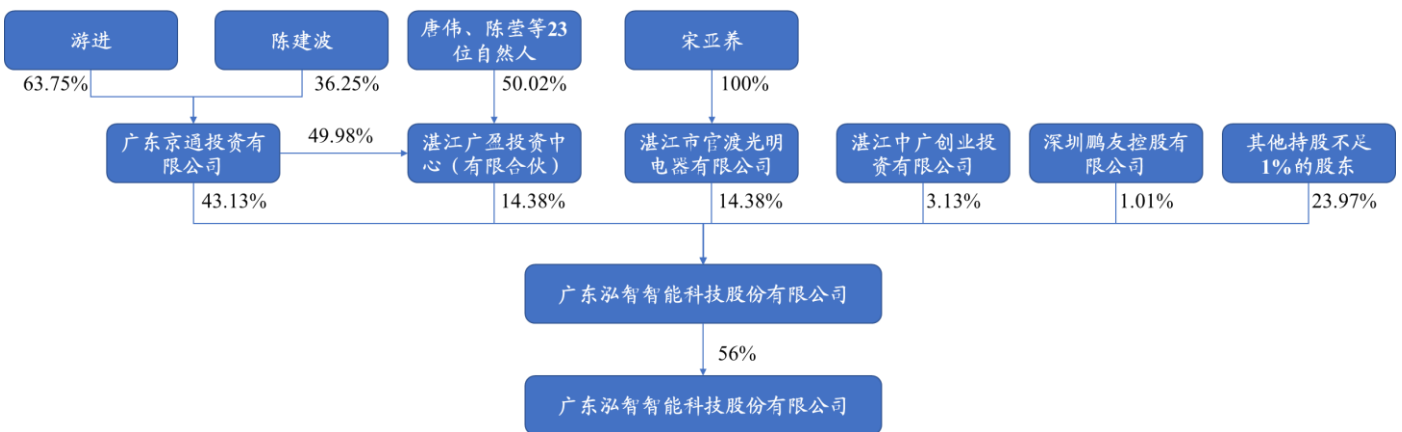 游进
陈建波
唐伟、陈莹等23
位自然人
宋亚养
63.75%
36.25%
50.02%
100%
广东京通投资有
限公司
49.98%
湛江广盈投资中
心（有限合伙）
湛江市官渡光明
电器有限公司
湛江中广创业投
资有限公司
深圳鹏友控股有
限公司
其他持股不足
1%的股东
43.13%
14.38%
14.38%
3.13%
1.01%
23.97%
广东泓智智能科技股份有限公司
56%
广东泓智智能科技股份有限公司